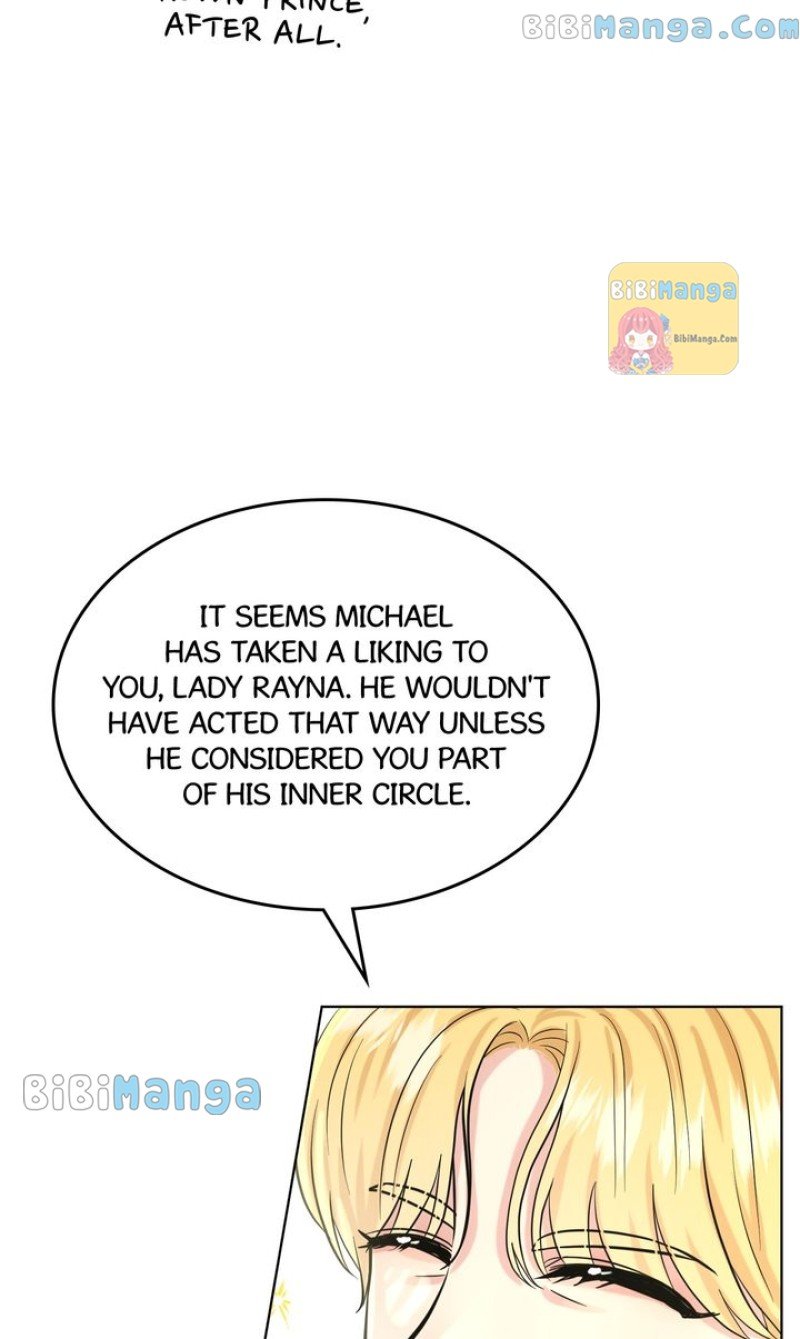 PRINCE,
AFTER ALL.
BiBiManga.Com
BiBiManga
BibiManga.Com
IT SEEMS MICHAEL
HAS TAKEN A LIKING TO
YOU, LADY RAYNA. HE WOULDN'T
HAVE ACTED THAT WAY UNLESS
HE CONSIDERED YOU PART
OF HIS INNER CIRCLE.
BiBiManga